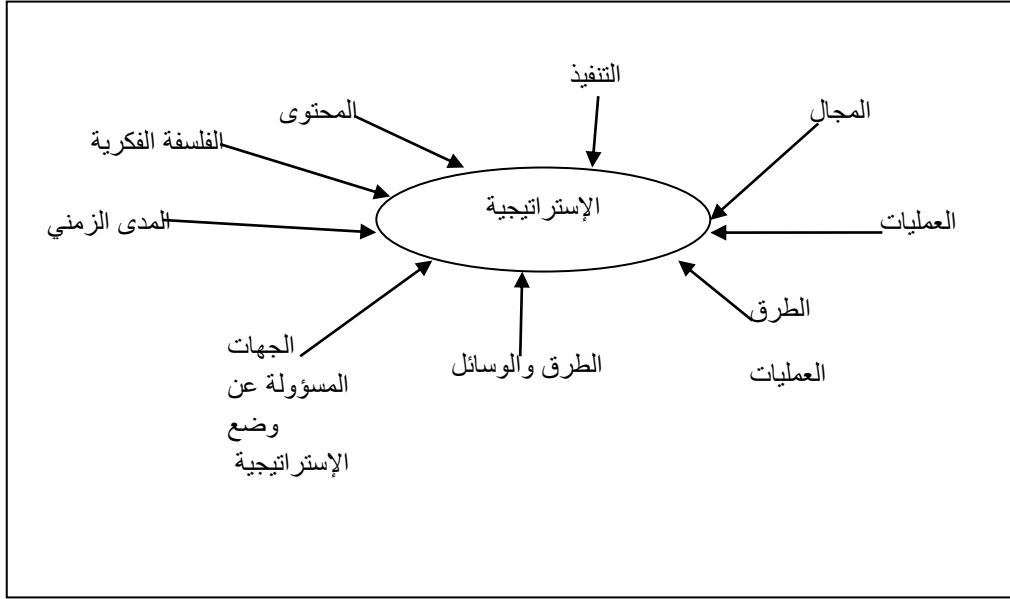 التنفيذ
المجال
المحتوى
الفلسفة الفكرية
الإستراتيجية
العمليات
المدى الزمني
الطرق
العمليات
الطرق والوسائل
الجهات
المسؤولة عن
وضع
الإستراتيجية